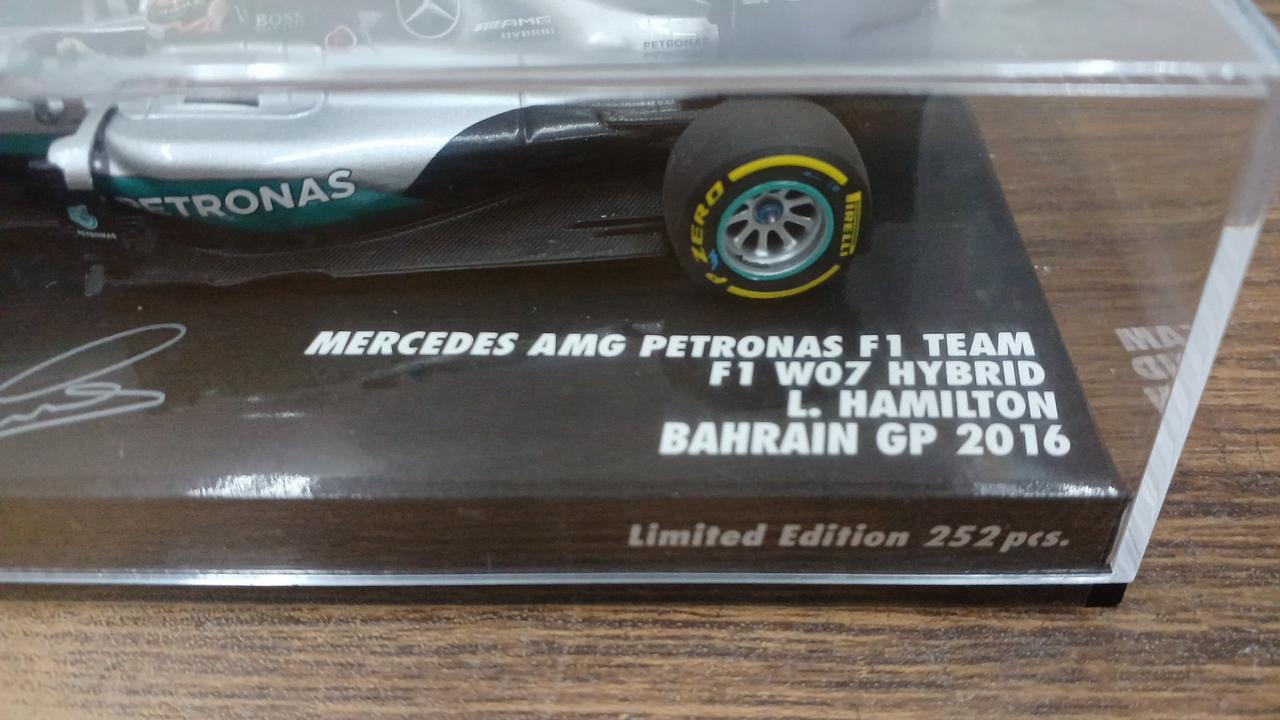 BOSS
AMG
HYBRID
PETRONAS
PETRONAS
PETRONAS
P ZERO
PIRELLI
MERCEDES AMG PETRONAS F1 TEAM
F1 W07 HYBRID
L. HAMILTON
BAHRAIN GP 2016
Limited Edition 252pcs.